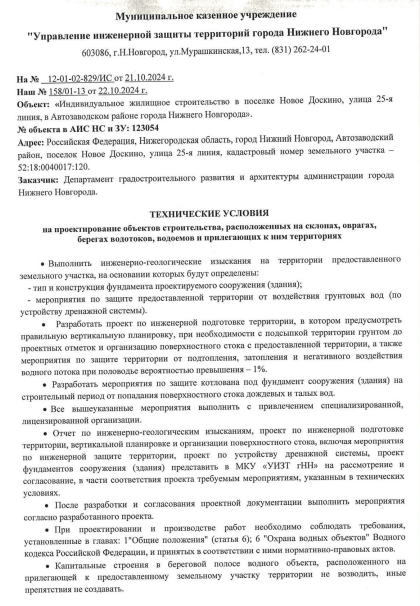 Муниципальное казенное учреждение
"Управление инженерной защиты территорий города Нижнего Новгорода"
603086, г.Н.Новгород, ул.Мурашкинская,13, тел. (831) 262-24-01
На № 12-01-02-829/ИС от 21.10.2024 г.
Наш № 158/01-13 от 22.10.2024 г.
Объект: «Индивидуальное жилищное строительство в поселке Новое Доскино, улица 25-я
линия, в Автозаводском районе города Нижнего Новгорода».
№ объекта в АИС НС и ЗУ: 123054
Адрес: Российская Федерация, Нижегородская область, город Нижний Новгород, Автозаводский
район, поселок Новое Доскино, улица 25-я линия, кадастровый номер земельного участка –
52:18:0040017:120.
Заказчик: Департамент градостроительного развития и архитектуры администрации города
Нижнего Новгорода.
ТЕХНИЧЕСКИЕ УСЛОВИЯ
на проектирование объектов строительства, расположенных на склонах, оврагах,
берегах водотоков, водоемов и прилегающих к ним территориях
• Выполнить инженерно-геологические изыскания на территории предоставленного
земельного участка, на основании которых будут определены:
- тип и конструкция фундамента проектируемого сооружения (здания);
- мероприятия по защите предоставленной территории от воздействия грунтовых вод (по
устройству дренажной системы).
• Разработать проект по инженерной подготовке территории, в котором предусмотреть
правильную вертикальную планировку, при необходимости с подсыпкой территории грунтом до
проектных отметок и организацию поверхностного стока с предоставленной территории, а также
мероприятия по защите территории от подтопления, затопления и негативного воздействия
водного потока при половодье вероятностью превышения – 1%.
• Разработать мероприятия по защите котлована под фундамент сооружения (здания) на
строительный период от попадания поверхностного стока дождевых и талых вод.
• Все вышеуказанные мероприятия выполнить с привлечением специализированной,
лицензированной организации.
• Отчет по инженерно-геологическим изысканиям, проект по инженерной подготовке
территории, вертикальной планировке и организации поверхностного стока, включая мероприятия
по инженерной защите территории, проект по устройству дренажной системы, проект
фундаментов сооружения (здания) представить в МКУ «УИЗТ гНН» на рассмотрение и
согласование, в части соответствия проекта требуемым мероприятиям, указанным в технических
условиях.
• После разработки и согласования проектной документации выполнить мероприятия
согласно разработанного проекта.
• При проектировании и производстве работ необходимо соблюдать требования,
установленные в главах: 1"Общие положения" (статья 6); 6 "Охрана водных объектов" Водного
кодекса Российской Федерации, и принятых в соответствии с ними нормативно-правовых актов.
• Капитальные строения в береговой полосе водного объекта, расположенного на
прилегающей к предоставленному земельному участку территории не возводить, иные
препятствия не создавать.